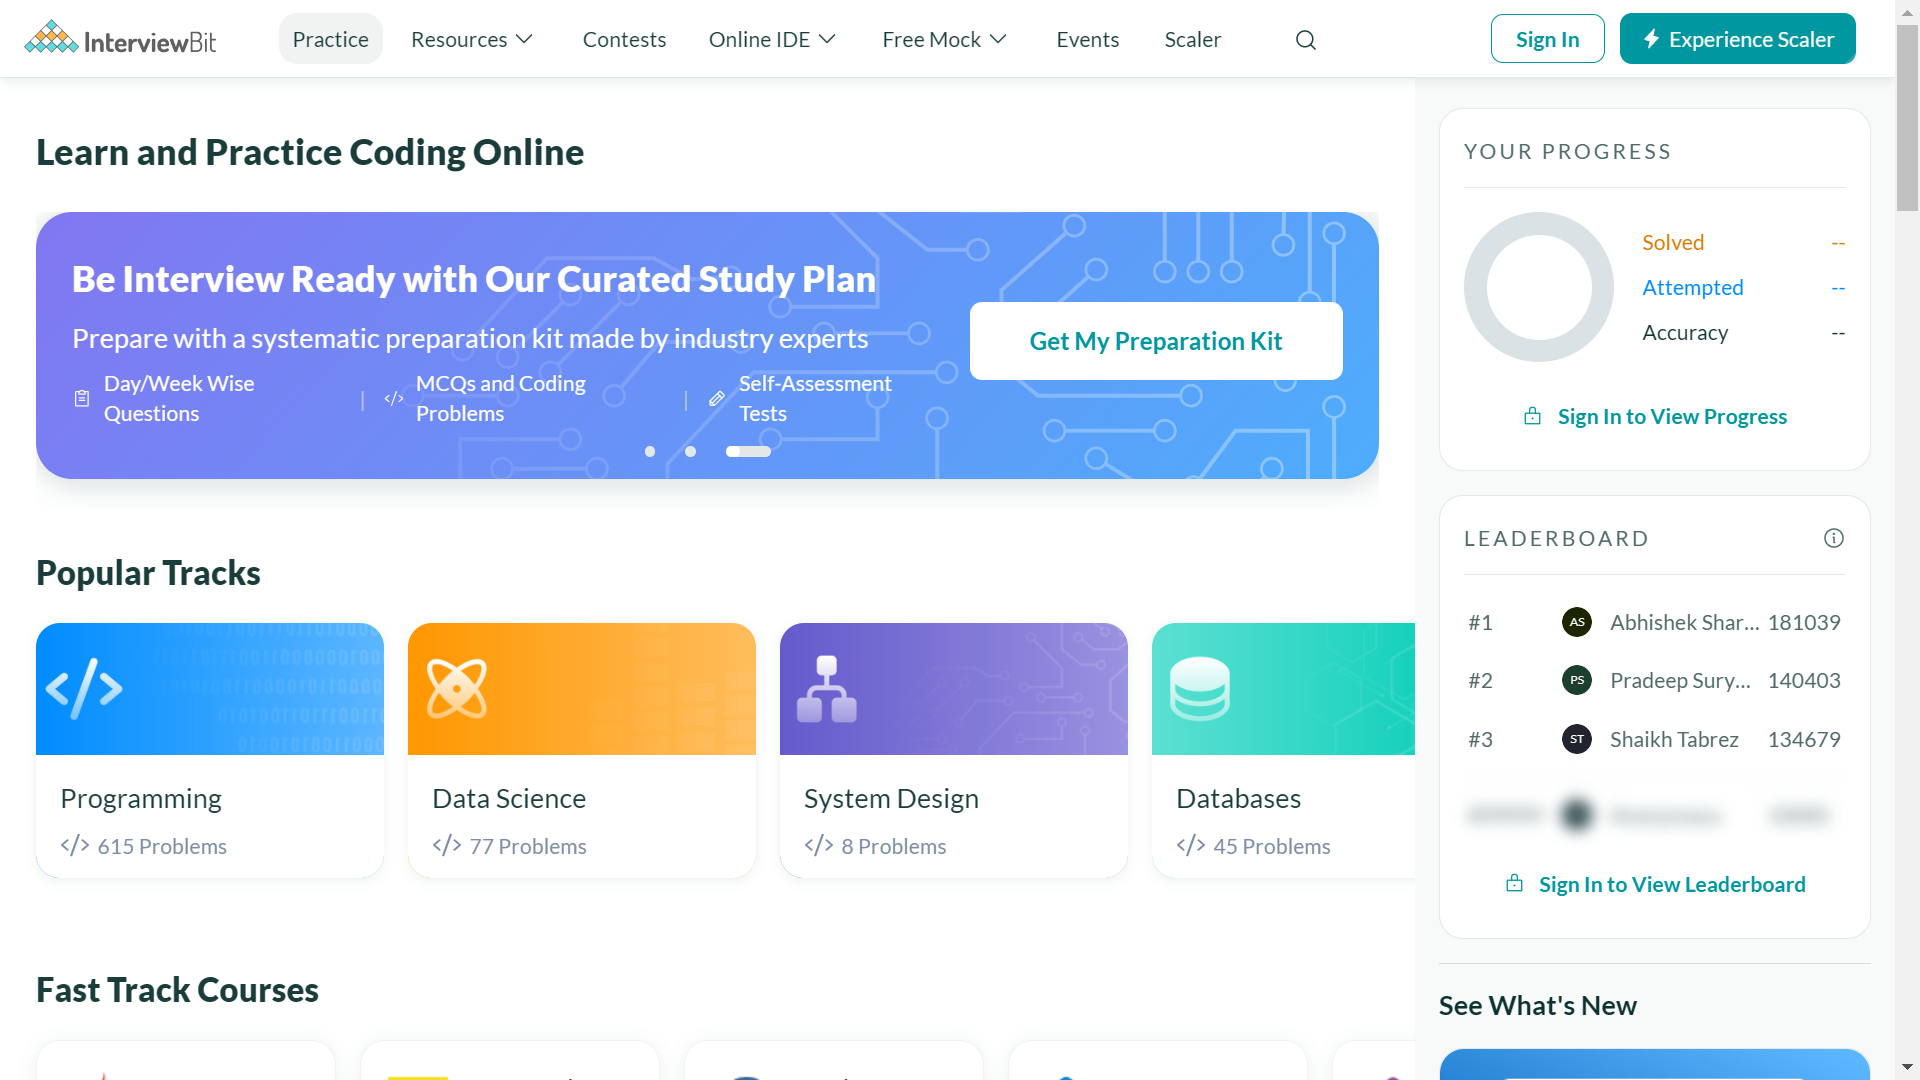 InterviewBit
Practice
Resources
Contests
Online IDE
Free Mock
Events
Scaler
Sign In
Experience Scaler
Learn and Practice Coding Online
Be Interview Ready with Our Curated Study Plan
Prepare with a systematic preparation kit made by industry experts
Day/Week Wise
Questions
|
MCQs and Coding
Problems
|
Self-Assessment
Tests
Get My Preparation Kit
Popular Tracks
Programming
</> 615 Problems
Data Science
</> 77 Problems
System Design
</> 8 Problems
Databases
</> 45 Problems
Fast Track Courses
YOUR PROGRESS
Solved --
Attempted --
Accuracy --
Sign In to View Progress
LEADERBOARD
#1 AS Abhishek Shar... 181039
#2 PS Pradeep Sury... 140403
#3 ST Shaikh Tabrez 134679
Sign In to View Leaderboard
See What's New